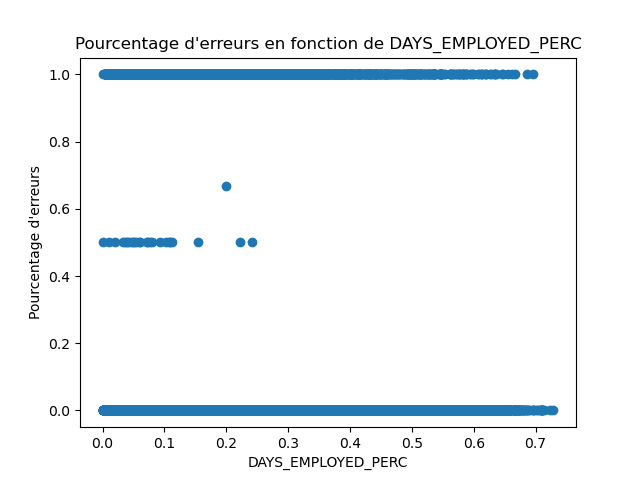 Pourcentage d'erreurs en fonction de DAYS_EMPLOYED_PERC
1.0
0.8
0.6
0.4
0.2
0.0
Pourcentage d'erreurs
0.0 0.1 0.2 0.3 0.4 0.5 0.6 0.7
DAYS_EMPLOYED_PERC